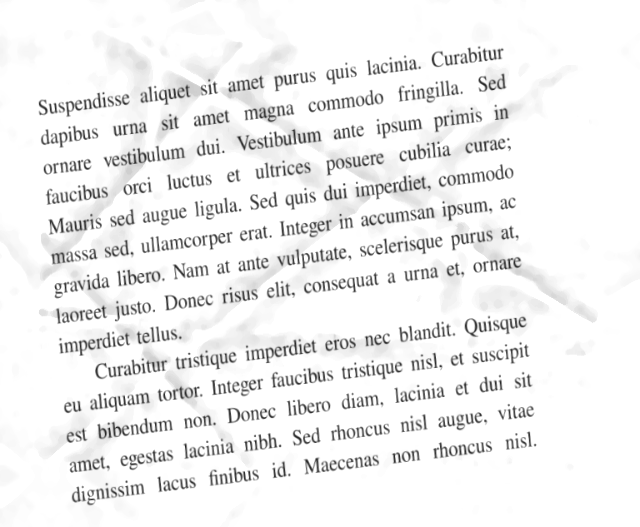 Suspendisse aliquet sit amet purus quis lacinia. Curabitur
dapibus urna sit amet magna commodo fringilla. Sed
ornare vestibulum dui. Vestibulum ante ipsum primis in
faucibus orci luctus et ultrices posuere cubilia curae;
Mauris sed augue ligula. Sed quis dui imperdiet, commodo
massa sed, ullamcorper erat. Integer in accumsan ipsum, ac
gravida libero. Nam at ante vulputate, scelerisque purus at,
laoreet justo. Donec risus elit, consequat a urna et, ornare
imperdiet tellus.
Curabitur tristique imperdiet eros nec blandit. Quisque
eu aliquam tortor. Integer faucibus tristique nisl, et suscipit
est bibendum non. Donec libero diam, lacinia et dui sit
amet, egestas lacinia nibh. Sed rhoncus nisl augue, vitae
dignissim lacus finibus id. Maecenas non rhoncus nisl.